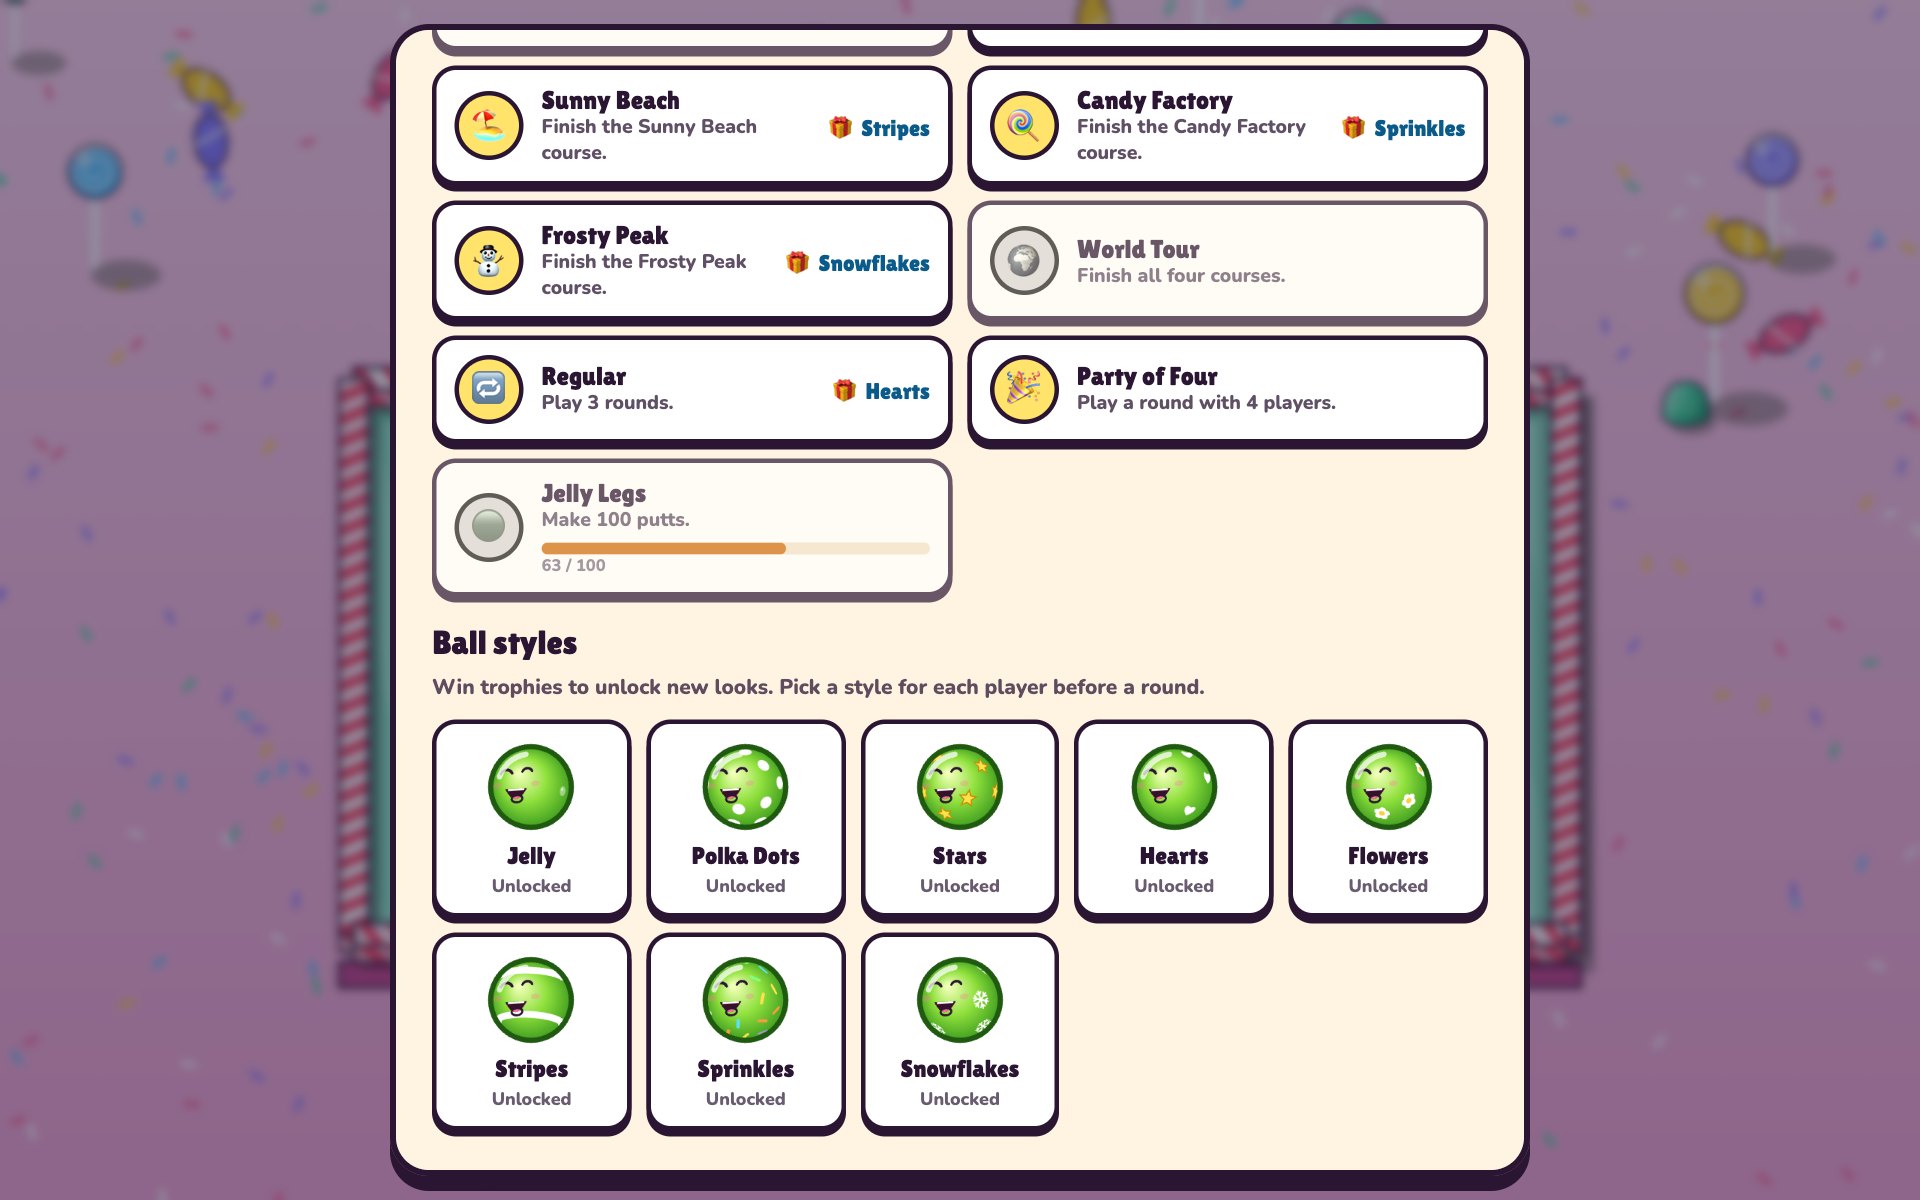 Sunny Beach
Finish the Sunny Beach
course.
Stripes
Candy Factory
Finish the Candy Factory
course.
Sprinkles
Frosty Peak
Finish the Frosty Peak
course.
Snowflakes
World Tour
Finish all four courses.
Regular
Play 3 rounds.
Hearts
Party of Four
Play a round with 4 players.
Jelly Legs
Make 100 putts.
63 / 100
Ball styles
Win trophies to unlock new looks. Pick a style for each player before a round.
Jelly
Unlocked
Polka Dots
Unlocked
Stars
Unlocked
Hearts
Unlocked
Flowers
Unlocked
Stripes
Unlocked
Sprinkles
Unlocked
Snowflakes
Unlocked